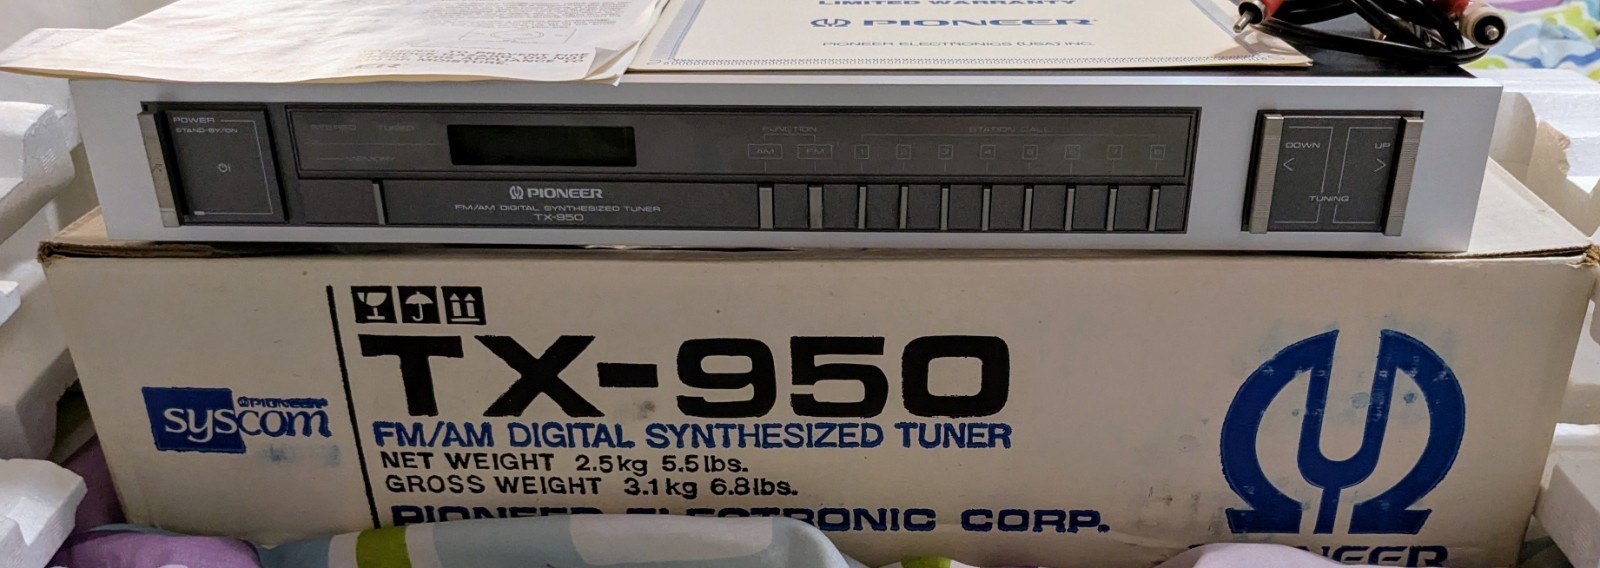 LIMITED WARRANTY
PIONEER
PIONEER ELECTRONICS (USA) INC.
POWER
STAND-BY/ON
STEREO TUNED
MEMORY
FUNCTION
AM FM
STATION CALL
1 2 3 4 5 6 7 8
PIONEER
FM/AM DIGITAL SYNTHESIZED TUNER
TX-950
DOWN UP
TUNING
PIONEER
syscom
TX-950
FM/AM DIGITAL SYNTHESIZED TUNER
NET WEIGHT 2.5kg 5.5lbs.
GROSS WEIGHT 3.1kg 6.8lbs.
PIONEER ELECTRONIC CORP.
PIONEER